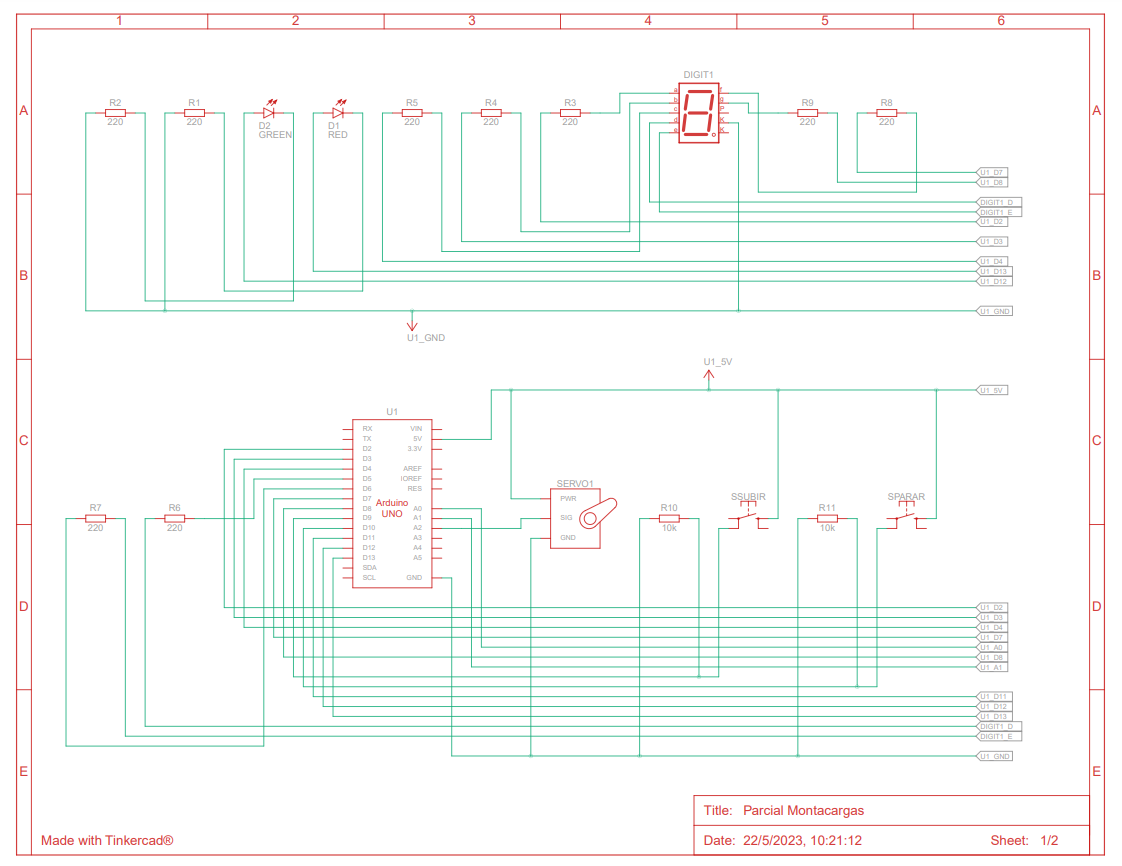 1 2 3 4 5 6
DIGIT1
A A
R2 R1 R5 R4 R3 R9 R8
220 220 220 220 220 220 220
D2 D1
GREEN RED
U1_D7
U1_D8
DIGIT1_D
DIGIT1_E
U1_D2
U1_D3
U1_D4
B B
U1_D13
U1_D12
U1_GND
U1_GND
U1_5V
U1_5V
U1
C C
RX VIN
TX 5V
D2 3.3V
D3
D4 AREF
D5 IOREF
D6 RES
D7
Arduino
UNO
D8 A0
D9 A1
D10 A2
D11 A3
D12 A4
D13 A5
SDA
SCL GND
SERVO1
PWR
SIG
GND
R7 R6 R10 SSUBIR R11 SPARAR
220 220 10k 10k
D D
U1_D2
U1_D3
U1_D4
U1_D7
U1_A0
U1_D8
U1_A1
U1_D11
U1_D12
U1_D13
DIGIT1_D
DIGIT1_E
U1_GND
E E
Title: Parcial Montacargas
Made with Tinkercad® Date: 22/5/2023, 10:21:12 Sheet: 1/2